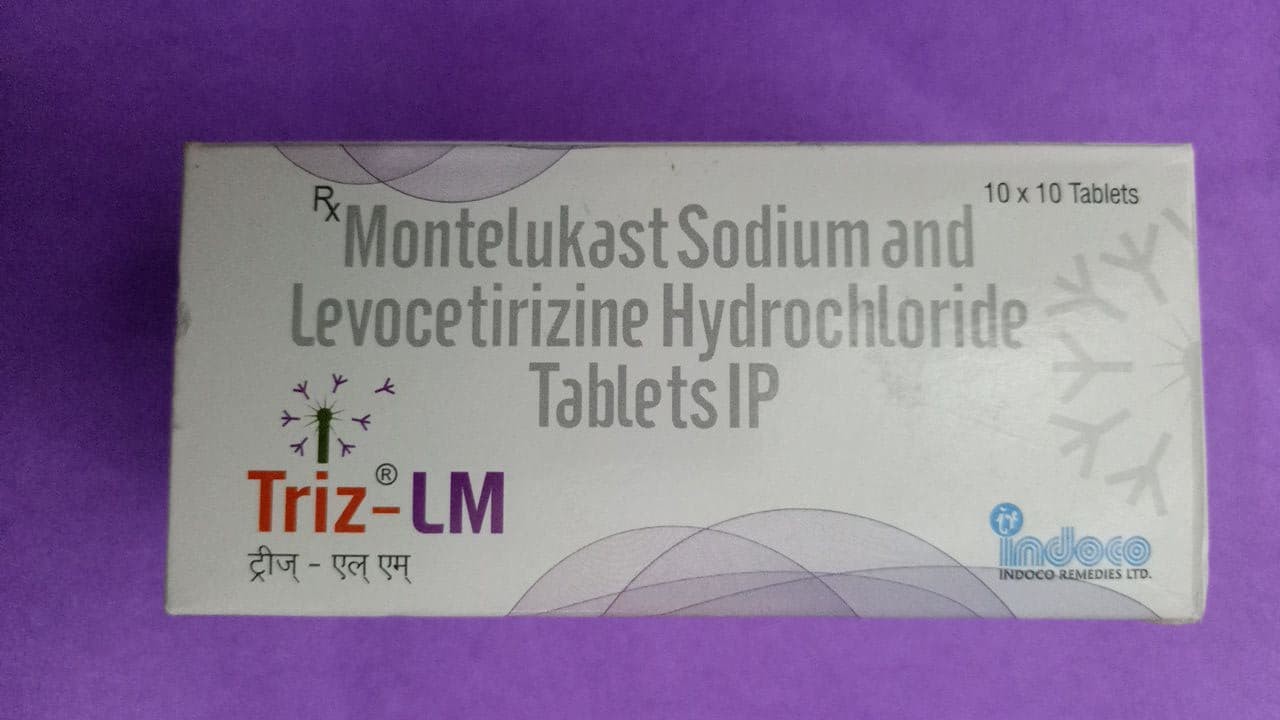 Rx Montelukast Sodium and
10 x 10 Tablets
Levocetirizine Hydrochloride
Tablets IP
Triz®-LM
ट्रीज् - एल् एम्
indoco
INDOCO REMEDIES LTD.